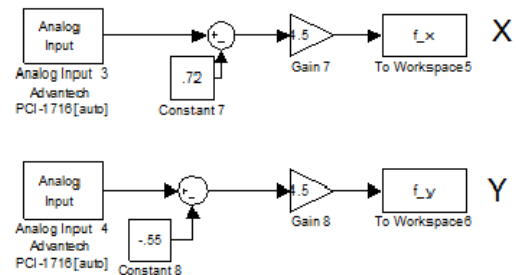 Analog
Input
Analog Input 3
Advantech
PCI-1716 [auto]
.72
Constant 7
4.5
Gain 7
f_x
To Workspace5
X
Analog
Input
Analog Input 4
Advantech
PCI-1716 [auto]
-.55
Constant 8
4.5
Gain 8
f_y
To Workspace6
Y